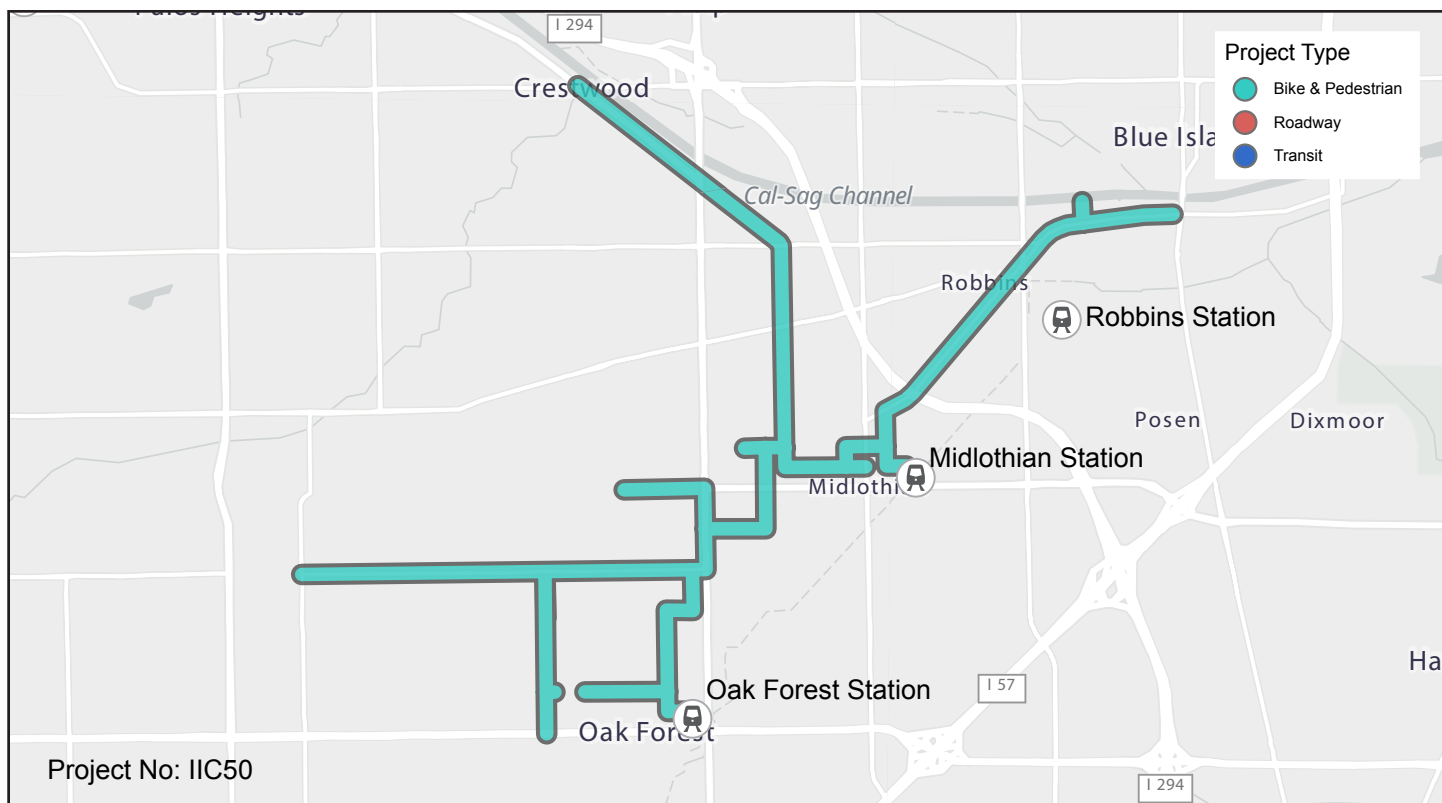 I 294
Project Type
Crestwood
Bike & Pedestrian
Roadway
Blue Isla
Transit
Cal-Sag Channel
Robbins
Robbins Station
Posen
Dixmoor
Midlothian Station
Midlothi
I 57
Ha
Oak Forest Station
Oak Forest
Project No: IIC50
I 294